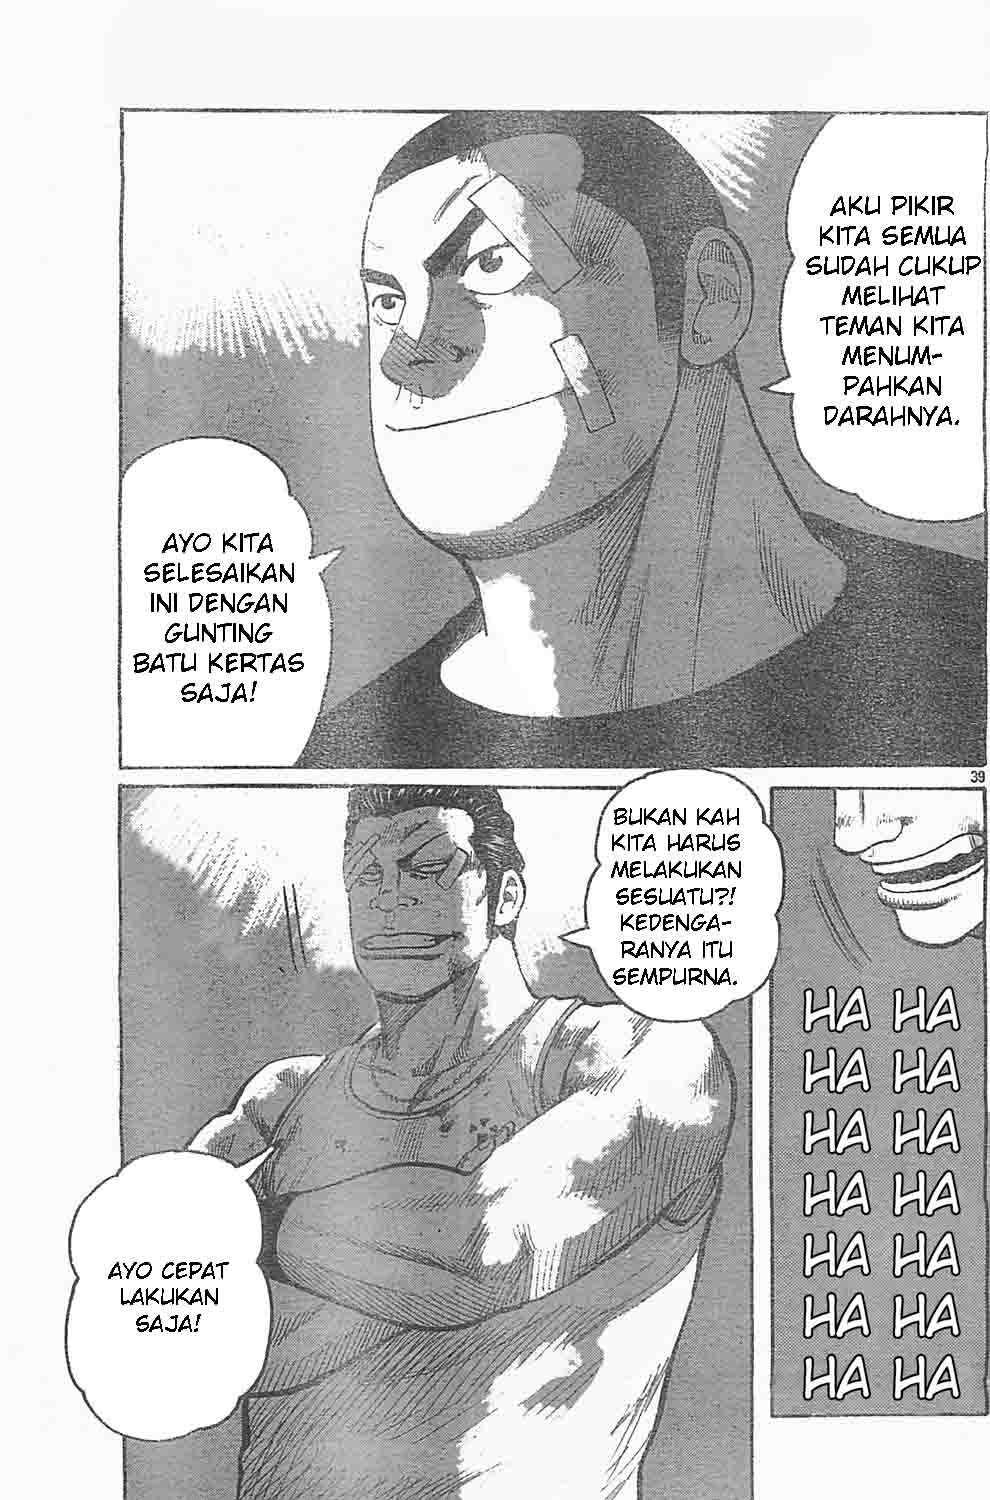 AKU PIKIR
KITA SEMUA
SUDAH CUKUP
MELIHAT
TEMAN KITA
MENUM-
PAHKAN
DARAHNYA.
AYO KITA
SELESAIKAN
INI DENGAN
GUNTING
BATU KERTAS
SAJA!
39
HA HA
HA HA
HA HA
HA HA
HA HA
HA HA
HA HA
BUKAN KAH
KITA HARUS
MELAKUKAN
SESUATU?!
KEDENGA-
RANYA ITU
SEMPURNA.
AYO CEPAT
LAKUKAN
SAJA!